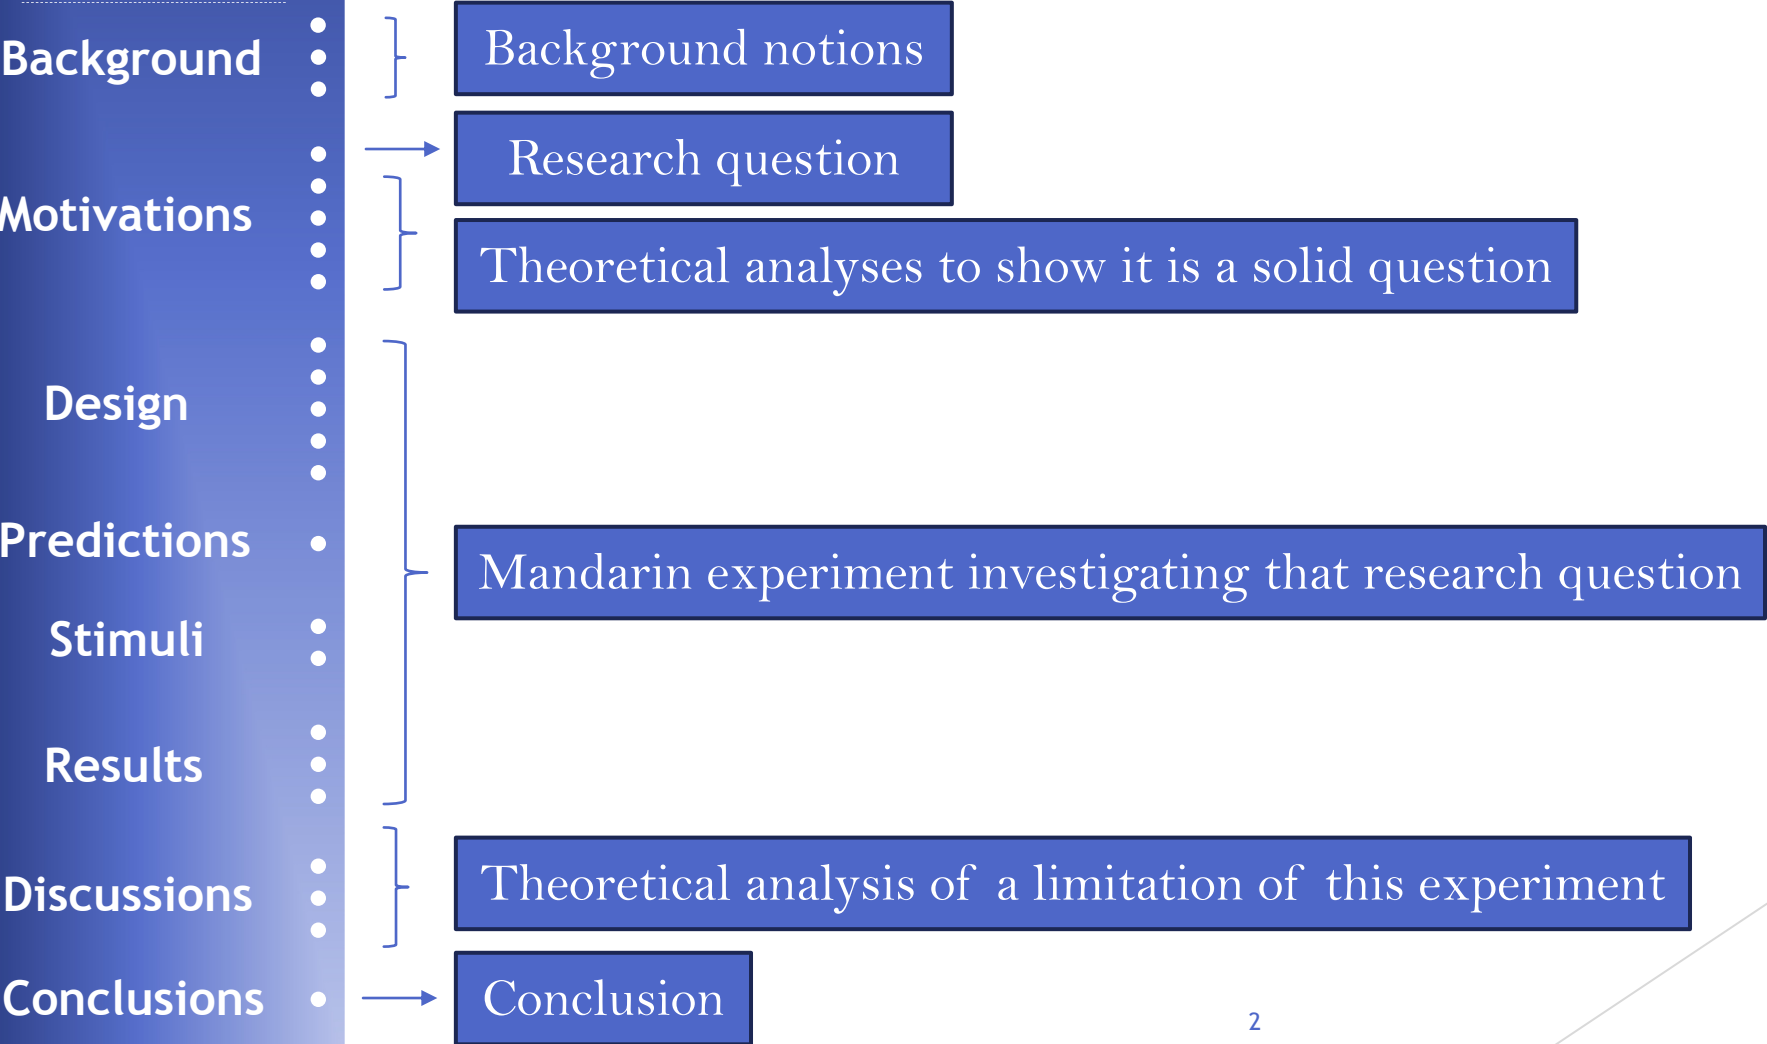 Background
Background notions
Research question
Motivations
Theoretical analyses to show it is a solid question
Design
Predictions
Mandarin experiment investigating that research question
Stimuli
Results
Discussions
Theoretical analysis of a limitation of this experiment
Conclusions
Conclusion
2